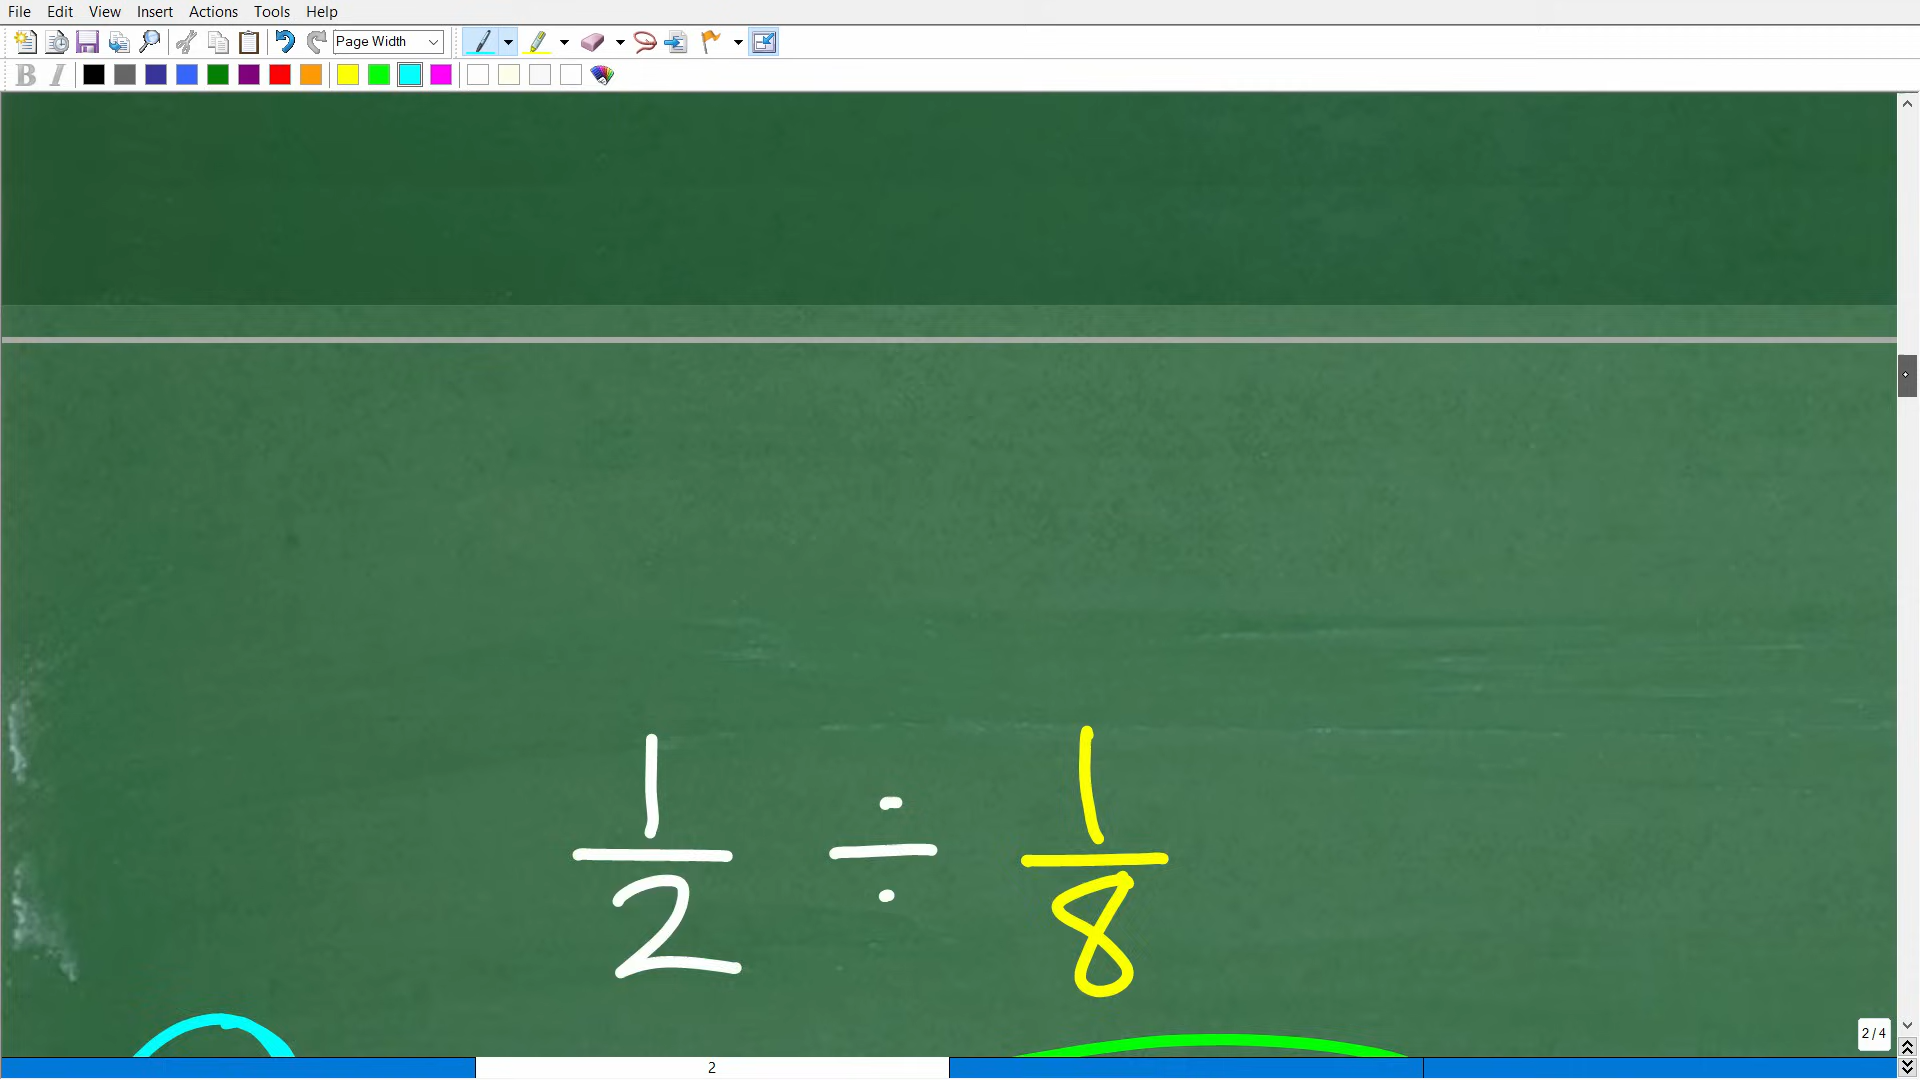 File Edit View Insert Actions Tools Help
Page Width
B I
1/2 ÷ 1/8
2/4
2